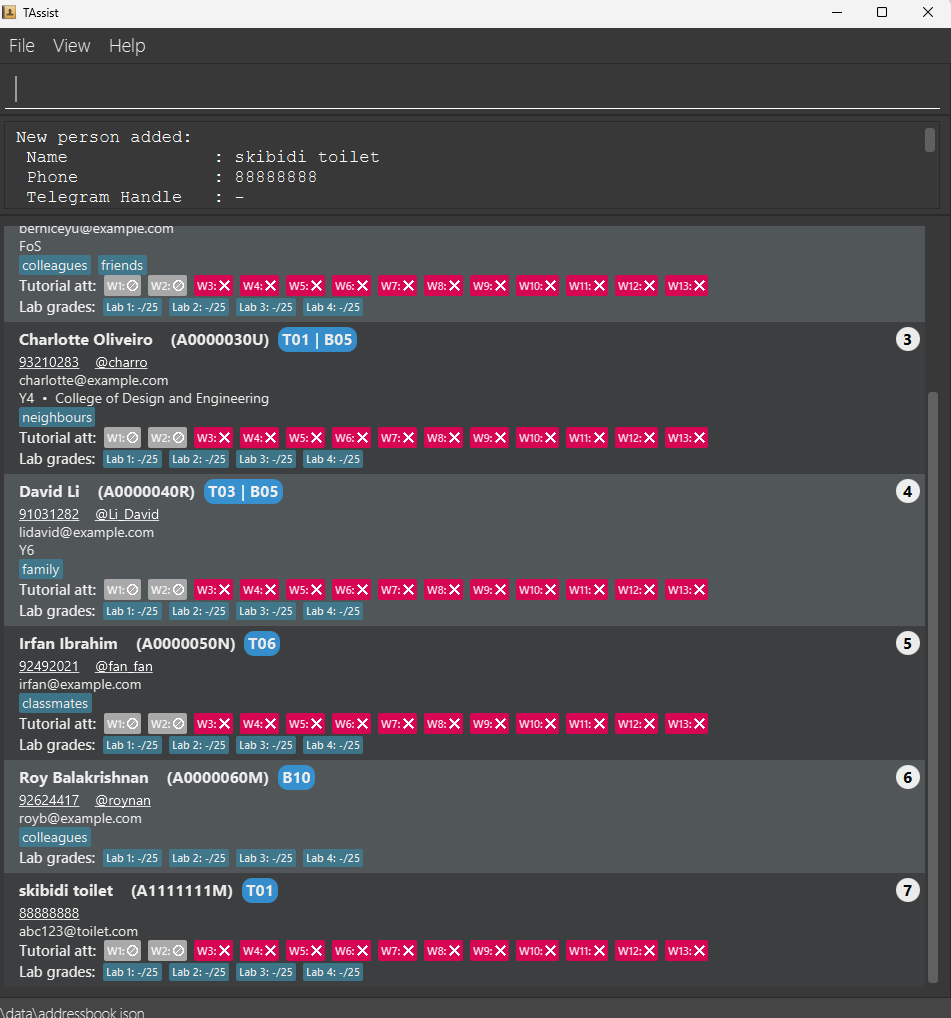 TAssist
File View Help
New person added:
Name : skibidi toilet
Phone : 88888888
Telegram Handle : -
berniceyu@example.com
FoS
colleagues friends
Tutorial att: W1: W2: W3: W4: W5: W6: W7: W8: W9: W10: W11: W12: W13:
Lab grades: Lab 1: -/25 Lab 2: -/25 Lab 3: -/25 Lab 4: -/25
Charlotte Oliveiro (A0000030U) T01 | B05 3
93210283 @charro
charlotte@example.com
Y4 • College of Design and Engineering
neighbours
Tutorial att: W1: W2: W3: W4: W5: W6: W7: W8: W9: W10: W11: W12: W13:
Lab grades: Lab 1: -/25 Lab 2: -/25 Lab 3: -/25 Lab 4: -/25
David Li (A0000040R) T03 | B05 4
91031282 @Li_David
lidavid@example.com
Y6
family
Tutorial att: W1: W2: W3: W4: W5: W6: W7: W8: W9: W10: W11: W12: W13:
Lab grades: Lab 1: -/25 Lab 2: -/25 Lab 3: -/25 Lab 4: -/25
Irfan Ibrahim (A0000050N) T06 5
92492021 @fan_fan
irfan@example.com
classmates
Tutorial att: W1: W2: W3: W4: W5: W6: W7: W8: W9: W10: W11: W12: W13:
Lab grades: Lab 1: -/25 Lab 2: -/25 Lab 3: -/25 Lab 4: -/25
Roy Balakrishnan (A0000060M) B10 6
92624417 @roynan
royb@example.com
colleagues
Lab grades: Lab 1: -/25 Lab 2: -/25 Lab 3: -/25 Lab 4: -/25
skibidi toilet (A1111111M) T01 7
88888888
abc123@toilet.com
Tutorial att: W1: W2: W3: W4: W5: W6: W7: W8: W9: W10: W11: W12: W13:
Lab grades: Lab 1: -/25 Lab 2: -/25 Lab 3: -/25 Lab 4: -/25
\data\addressbook.json